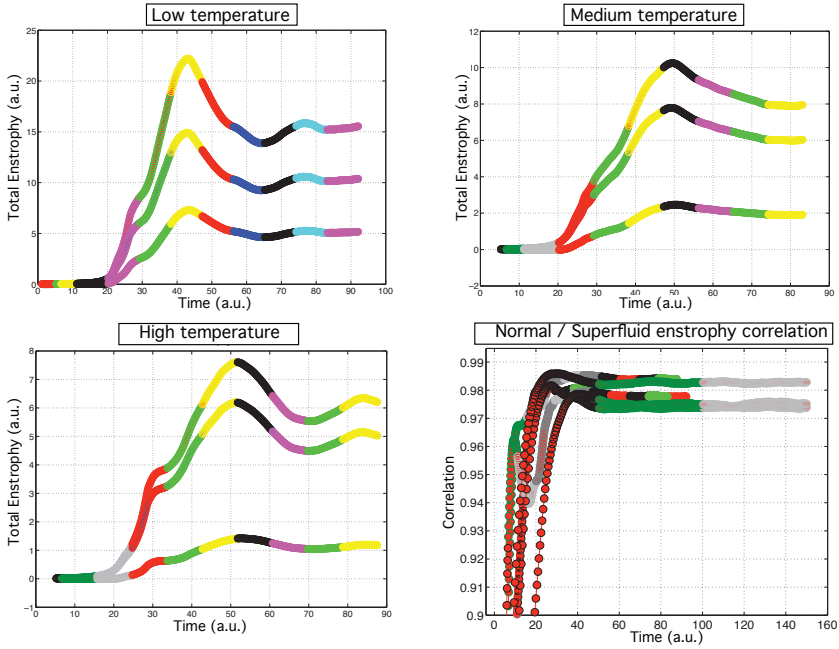 Low temperature
25
20
15
10
5
0
Total Enstrophy (a.u.)
0 10 20 30 40 50 60 70 80 90 100
Time (a.u.)
Medium temperature
12
10
8
6
4
2
0
−2
Total Enstrophy (a.u.)
0 10 20 30 40 50 60 70 80 90
Time (a.u.)
High temperature
8
7
6
5
4
3
2
1
0
−1
Total Enstrophy (a.u.)
0 10 20 30 40 50 60 70 80 90
Time (a.u.)
Normal / Superfluid enstrophy correlation
0.99
0.98
0.97
0.96
0.95
0.94
0.93
0.92
0.91
0.9
Correlation
0 20 40 60 80 100 120 140 160
Time (a.u.)